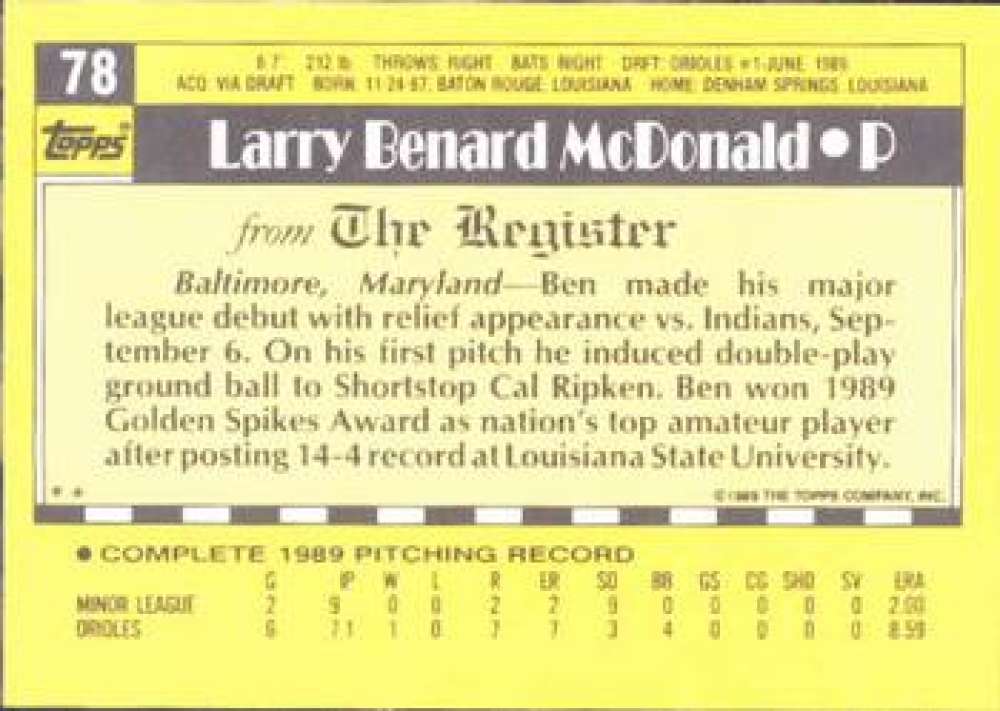 78
6'7" 212 lb. THROWS: RIGHT BATS: RIGHT DRFT: ORIOLES #1-JUNE, 1989
ACQ: VIA DRAFT BORN: 11-24-67, BATON ROUGE, LOUISIANA HOME: DENHAM SPRINGS, LOUISIANA
topps®
Larry Benard McDonald • P
from The Register
Baltimore, Maryland—Ben made his major
league debut with relief appearance vs. Indians, Sep-
tember 6. On his first pitch he induced double-play
ground ball to Shortstop Cal Ripken. Ben won 1989
Golden Spikes Award as nation's top amateur player
after posting 14-4 record at Louisiana State University.
* * © 1989 THE TOPPS COMPANY, INC.
• COMPLETE 1989 PITCHING RECORD
G IP W L R ER SO BB GS CG SHO SV ERA
MINOR LEAGUE 2 9 0 0 2 2 9 0 0 0 0 0 2.00
ORIOLES 6 7.1 1 0 7 7 3 4 0 0 0 0 8.59